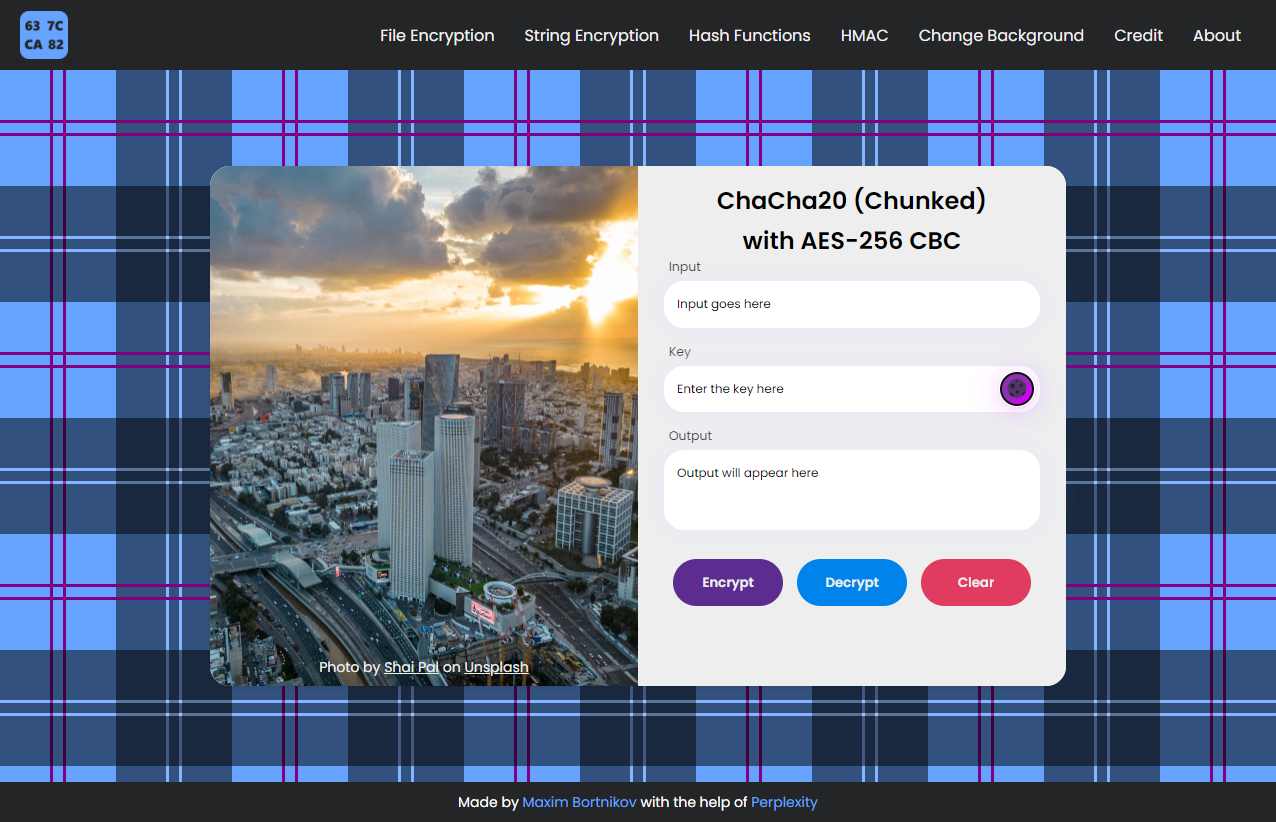 63 7C
CA 82
File Encryption String Encryption Hash Functions HMAC Change Background Credit About
ChaCha20 (Chunked)
with AES-256 CBC
Input
Input goes here
Key
Enter the key here
Output
Output will appear here
Encrypt Decrypt Clear
Photo by Shai Pal on Unsplash
Made by Maxim Bortnikov with the help of Perplexity